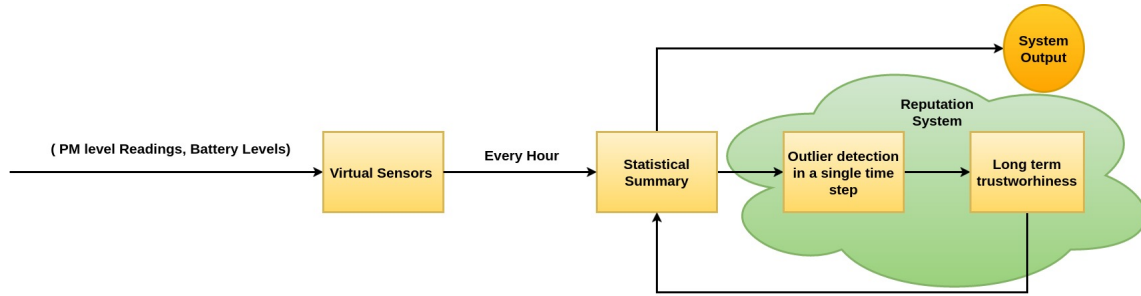 System
Output
Reputation
System
( PM level Readings, Battery Levels)
Virtual Sensors
Every Hour
Statistical
Summary
Outlier detection
in a single time
step
Long term
trustworhiness